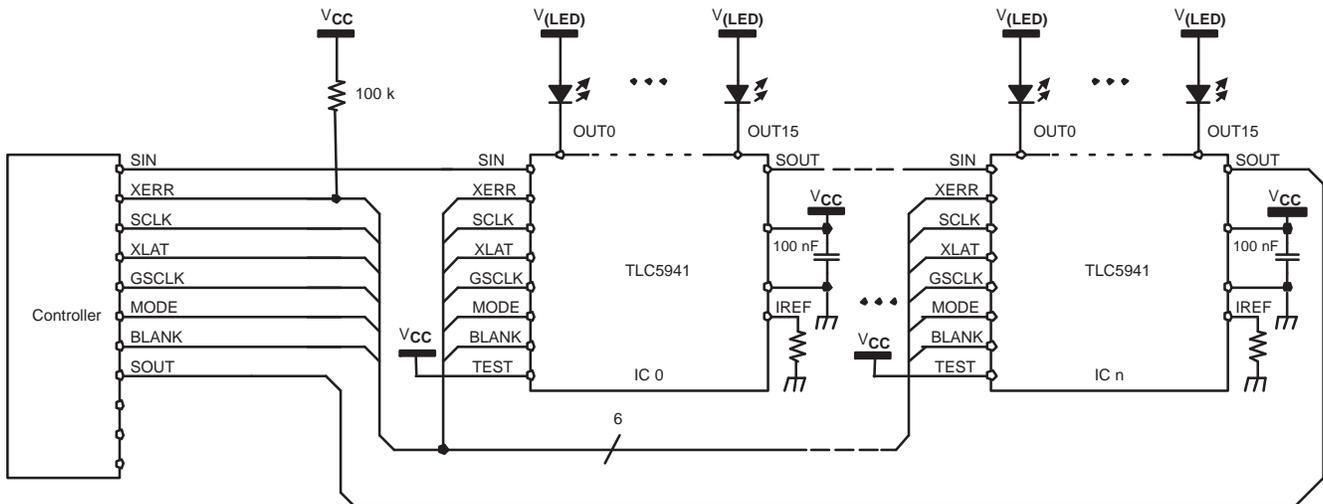 VCC
V(LED)
V(LED)
V(LED)
V(LED)
100 k
OUT0
OUT15
OUT0
OUT15
SIN
SIN
SOUT
SIN
SOUT
XERR
XERR
XERR
VCC
VCC
SCLK
SCLK
SCLK
100 nF
100 nF
XLAT
XLAT
XLAT
TLC5941
TLC5941
GSCLK
GSCLK
GSCLK
Controller
MODE
MODE
IREF
MODE
IREF
BLANK
VCC
BLANK
VCC
BLANK
SOUT
TEST
IC 0
TEST
IC n
6